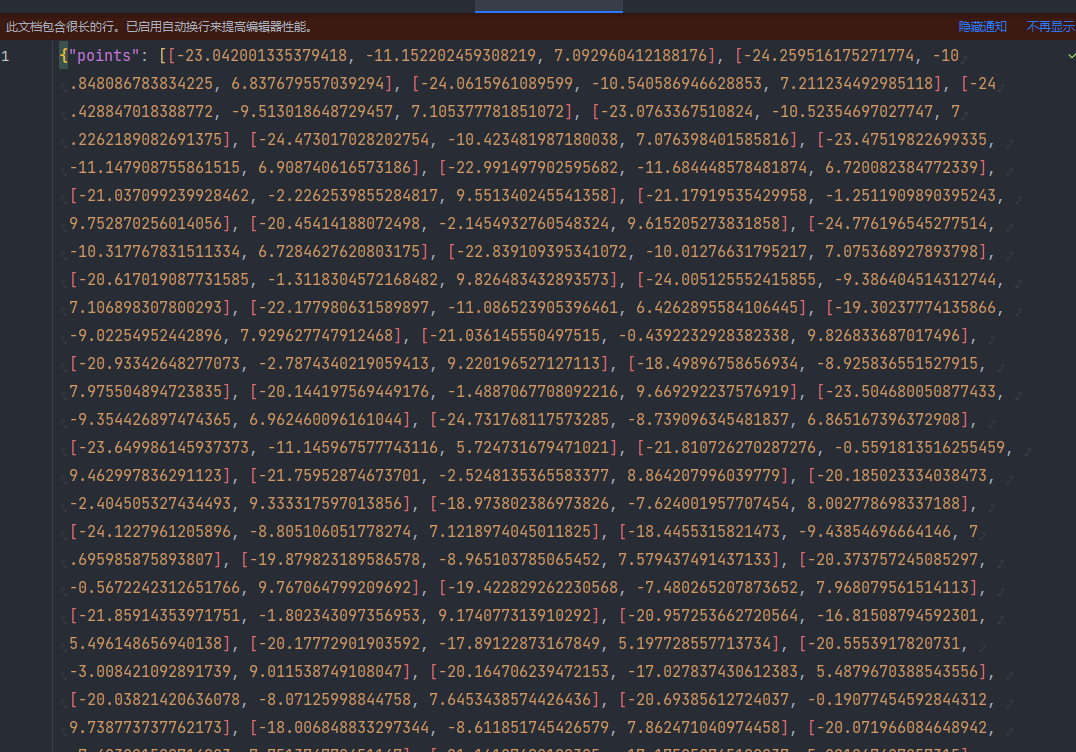 此文档包含很长的行。已启用自动换行来提高编辑器性能。 隐藏通知 不再显示
1 {"points": [[-23.042001335379418, -11.152202459308219, 7.092960412188176], [-24.259516175271774, -10
.848086783834225, 6.837679557039294], [-24.0615961089599, -10.540586946628853, 7.211234492985118], [-24
.428847018388772, -9.513018648729457, 7.105377781851072], [-23.0763367510824, -10.52354697027747, 7
.22621890826913​75], [-24.473017028202754, -10.423481987180038, 7.076398401585816], [-23.47519822699335,
-11.147908755861515, 6.908740616573186], [-22.991497902595682, -11.684448578481874, 6.720082384772339],
[-21.037099239928462, -2.2262539855284817, 9.551340245541358], [-21.17919535429958, -1.2511909890395243,
9.752870256014056], [-20.45414188072498, -2.1454932760548324, 9.615205273831858], [-24.776196545277514,
-10.317767831511334, 6.7284627620803175], [-22.839109395341072, -10.01276631795217, 7.075368927893798],
[-20.617019087731585, -1.3118304572168482, 9.826483432893573], [-24.005125552415855, -9.386404514312744,
7.106898307800293], [-22.177980631589897, -11.086523905396461, 6.4262895584106445], [-19.30237774135866,
-9.02254952442896, 7.929627747912468], [-21.036145550497515, -0.4392232928382338, 9.826833687017496],
[-20.93342648277073, -2.7874340219059413, 9.220196527127113], [-18.49896758656934, -8.925836551527915,
7.975504894723835], [-20.144197569449176, -1.4887067708092216, 9.669292237576919], [-23.504680050877433,
-9.354426897474365, 6.962460096161044], [-24.731768117573285, -8.739096345481837, 6.865167396372908],
[-23.649986145937373, -11.145967577743116, 5.724731679471021], [-21.810726270287276, -0.5591813516255459,
9.462997836291123], [-21.75952874673701, -2.5248135365583377, 8.864207996039779], [-20.185023334038473,
-2.404505327434493, 9.333317597013856], [-18.973802386973826, -7.624001957707454, 8.002778698337188],
[-24.1227961205896, -8.805106051778274, 7.1218974045011825], [-18.4455315821473, -9.43854696664146, 7
.695985875893807], [-19.879823189586578, -8.965103785065452, 7.579437491437133], [-20.373757245085297,
-0.5672242312651766, 9.767064799209692], [-19.422829262230568, -7.480265207873652, 7.968079561514113],
[-21.859143539717​51, -1.802343097356953, 9.174077313910292], [-20.957253662720564, -16.81508794592301,
5.496148656940138], [-20.17772901903592, -17.89122873167849, 5.197728557713734], [-20.5553917820731,
-3.008421092891739, 9.011538749108047], [-20.164706239472153, -17.027837430612383, 5.4879670388543556],
[-20.03821420636078, -8.07125998844758, 7.6453438574426436], [-20.69385612724037, -0.19077454592844312,
9.738773737762173], [-18.006848833297344, -8.611851745426579, 7.862471040974458], [-20.071966084648942,